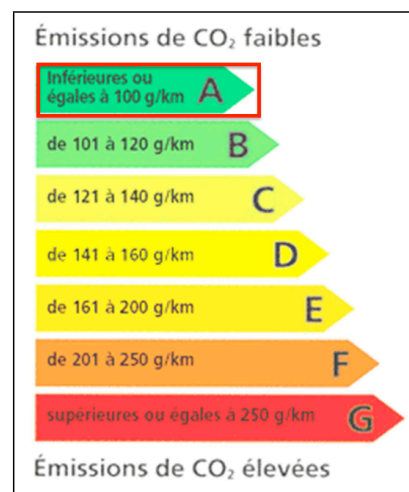 Émissions de CO₂ faibles
Inférieures ou
égales à 100 g/km A
de 101 à 120 g/km B
de 121 à 140 g/km C
de 141 à 160 g/km D
de 161 à 200 g/km E
de 201 à 250 g/km F
supérieures ou égales à 250 g/km G
Émissions de CO₂ élevées